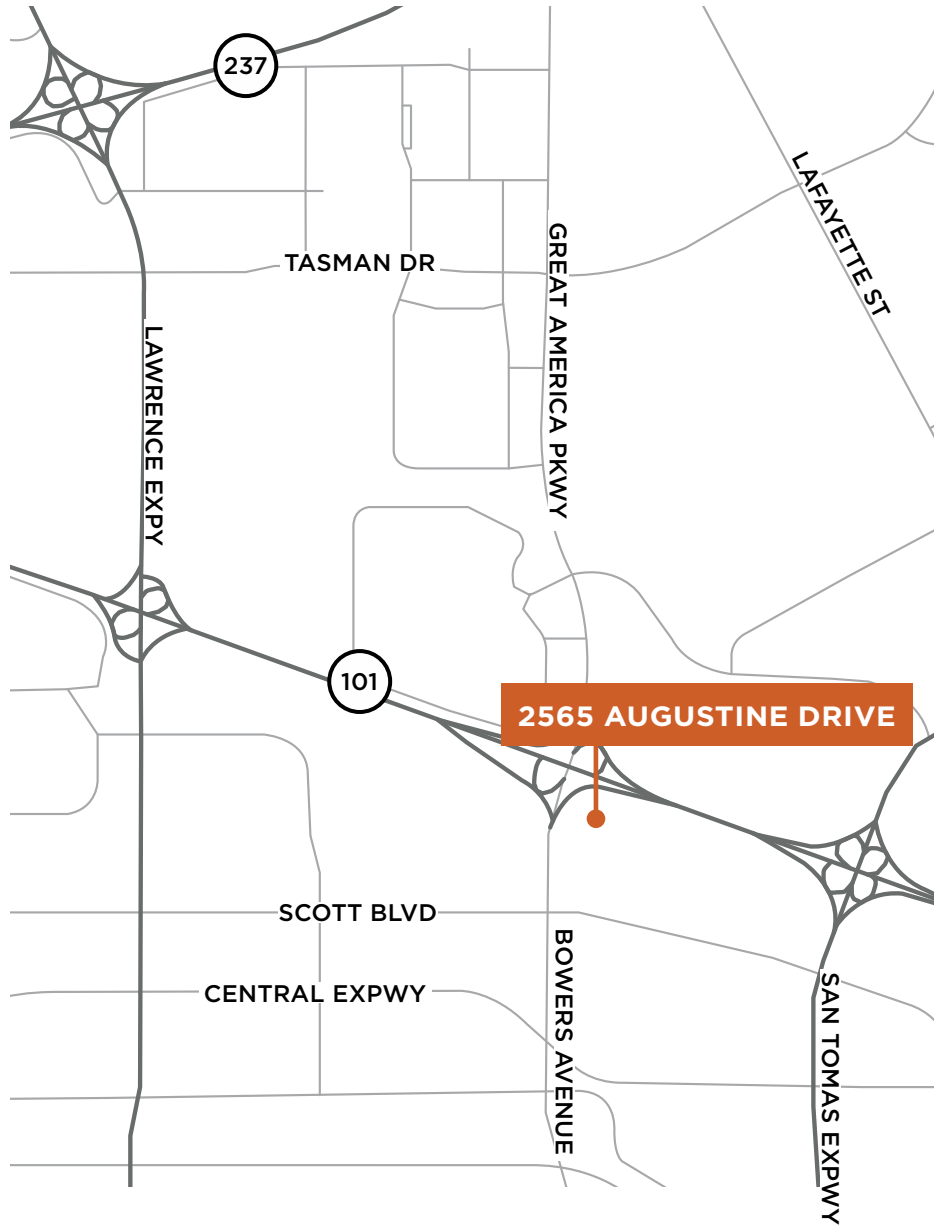 237
LAFAYETTE ST
TASMAN DR
GREAT AMERICA PKWY
LAWRENCE EXPY
101
2565 AUGUSTINE DRIVE
SCOTT BLVD
BOWERS AVENUE
CENTRAL EXPWY
SAN TOMAS EXPWY